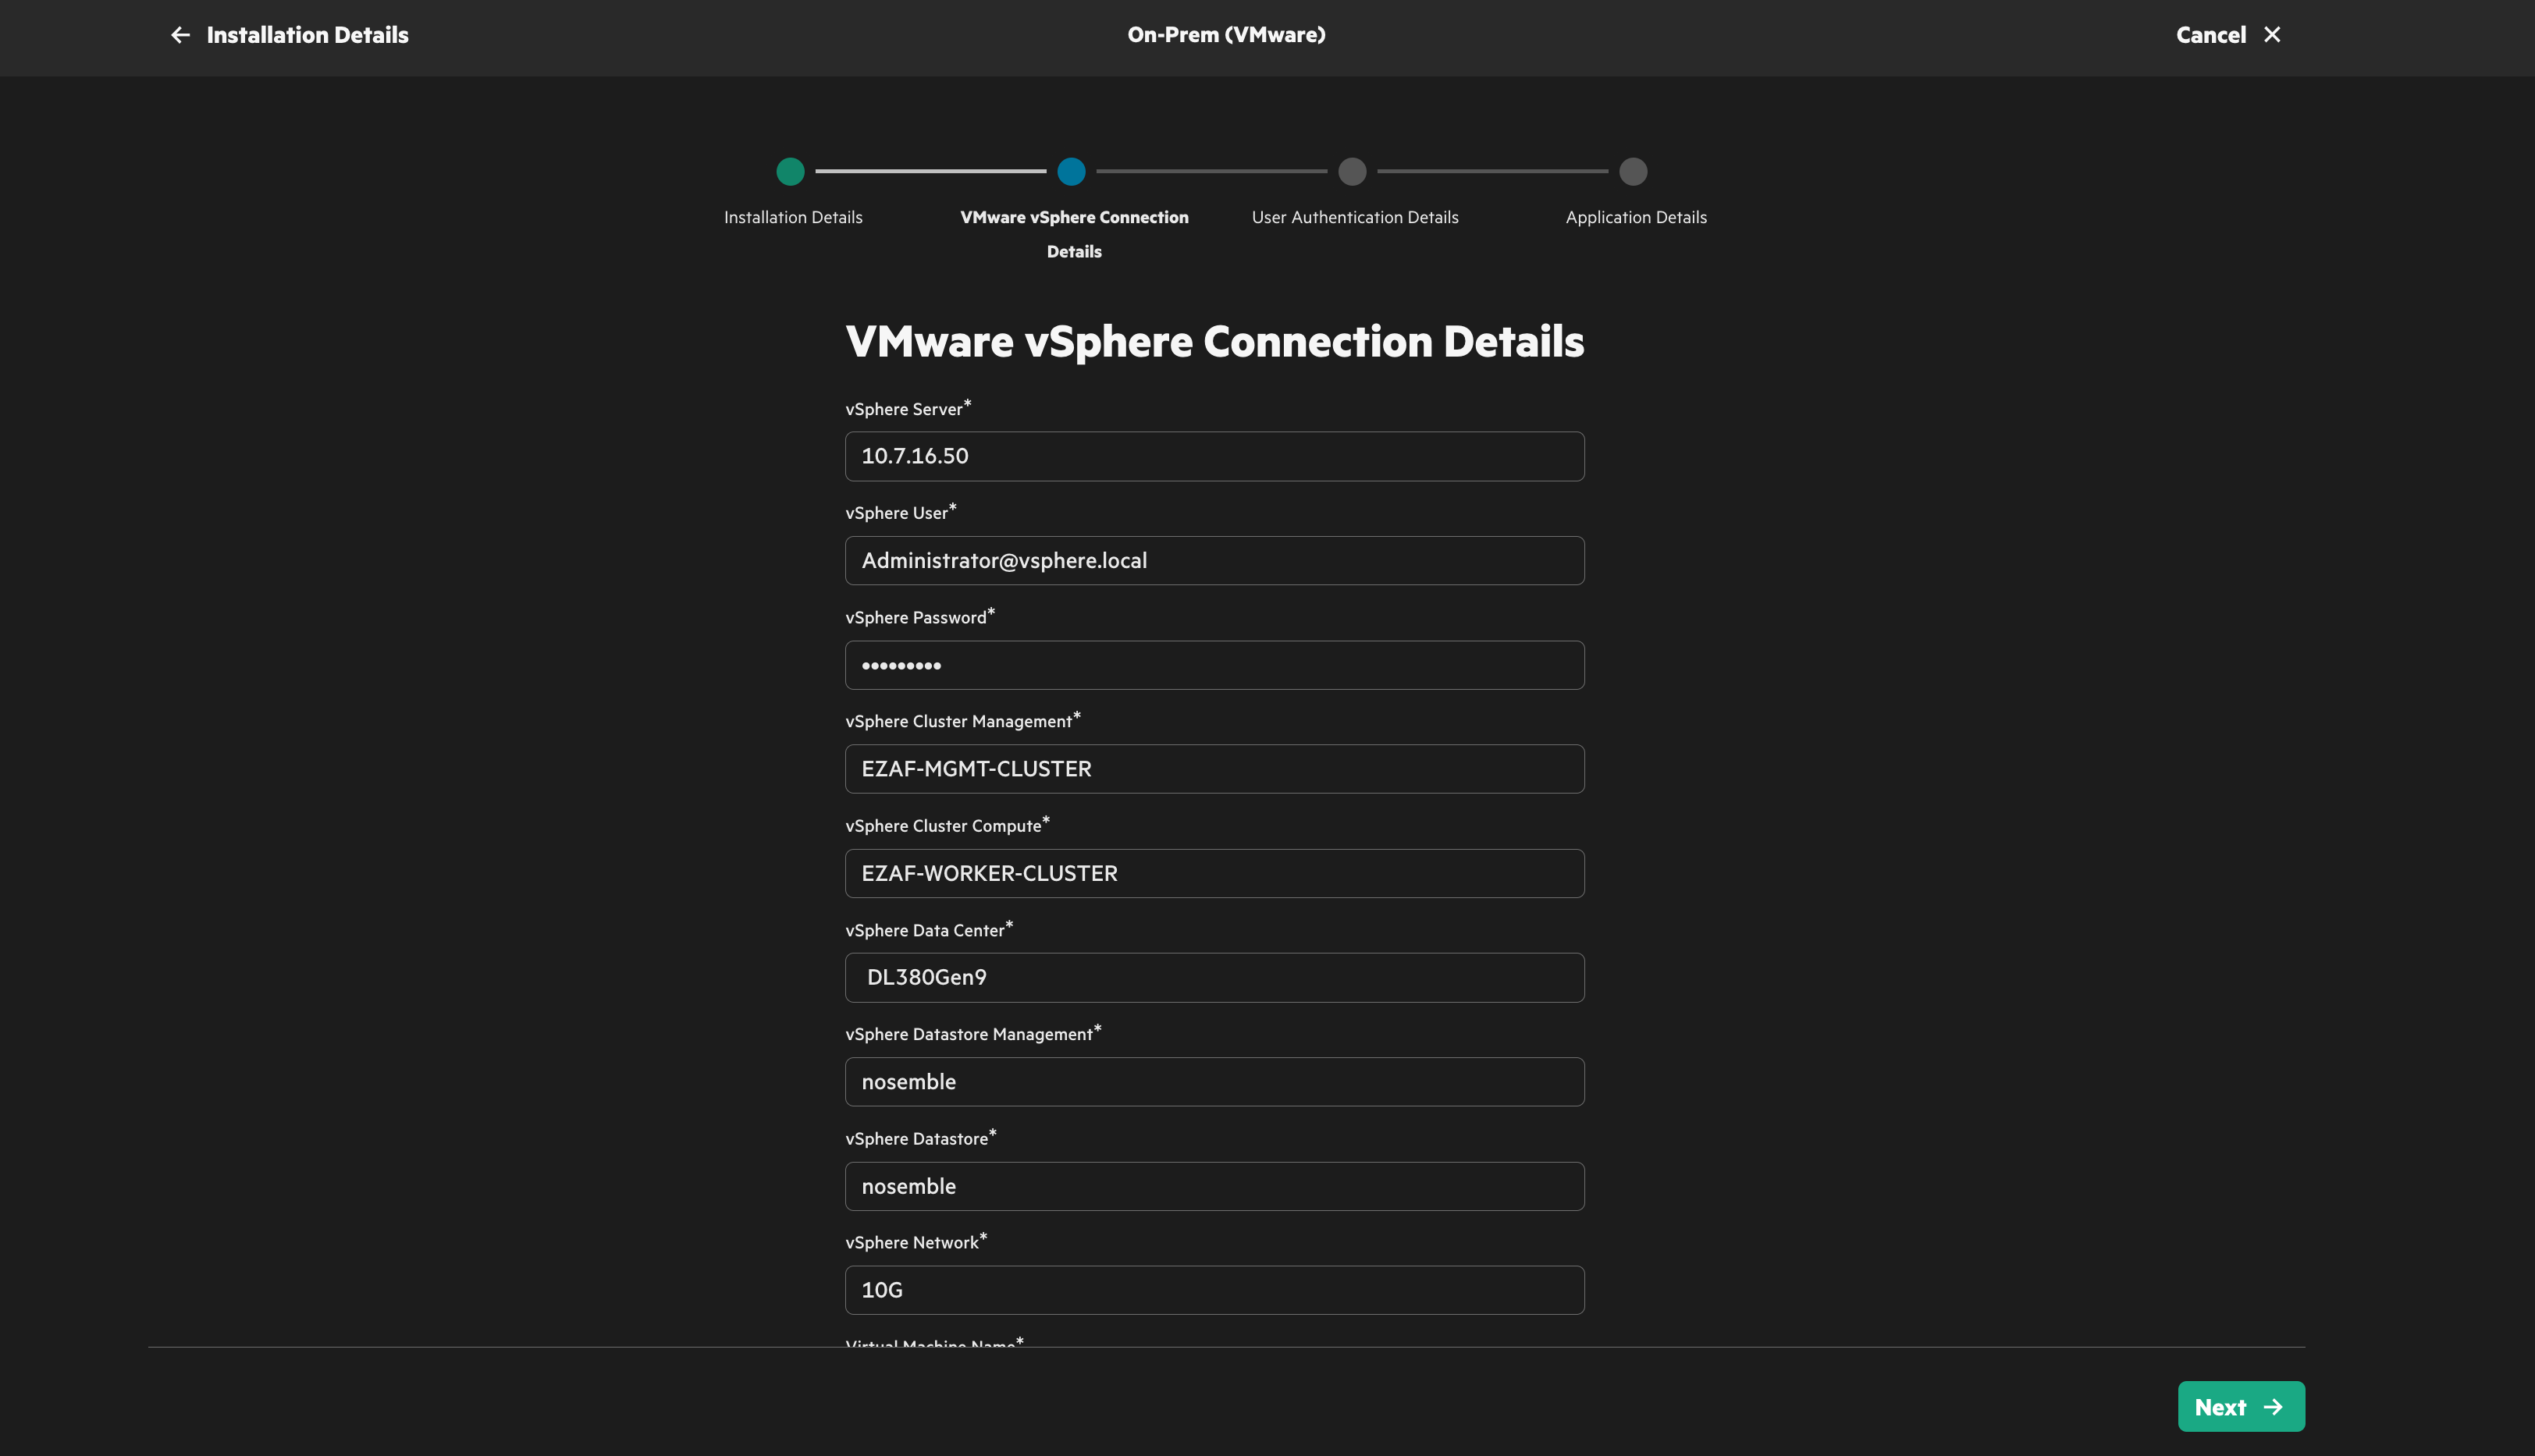 Installation Details
On-Prem (VMware)
Cancel
Installation Details
VMware vSphere Connection
Details
User Authentication Details
Application Details
VMware vSphere Connection Details
vSphere Server*
10.7.16.50
vSphere User*
Administrator@vsphere.local
vSphere Password*
•••••••••
vSphere Cluster Management*
EZAF-MGMT-CLUSTER
vSphere Cluster Compute*
EZAF-WORKER-CLUSTER
vSphere Data Center*
DL380Gen9
vSphere Datastore Management*
nosemble
vSphere Datastore*
nosemble
vSphere Network*
10G
Virtual Machine Name*
Next